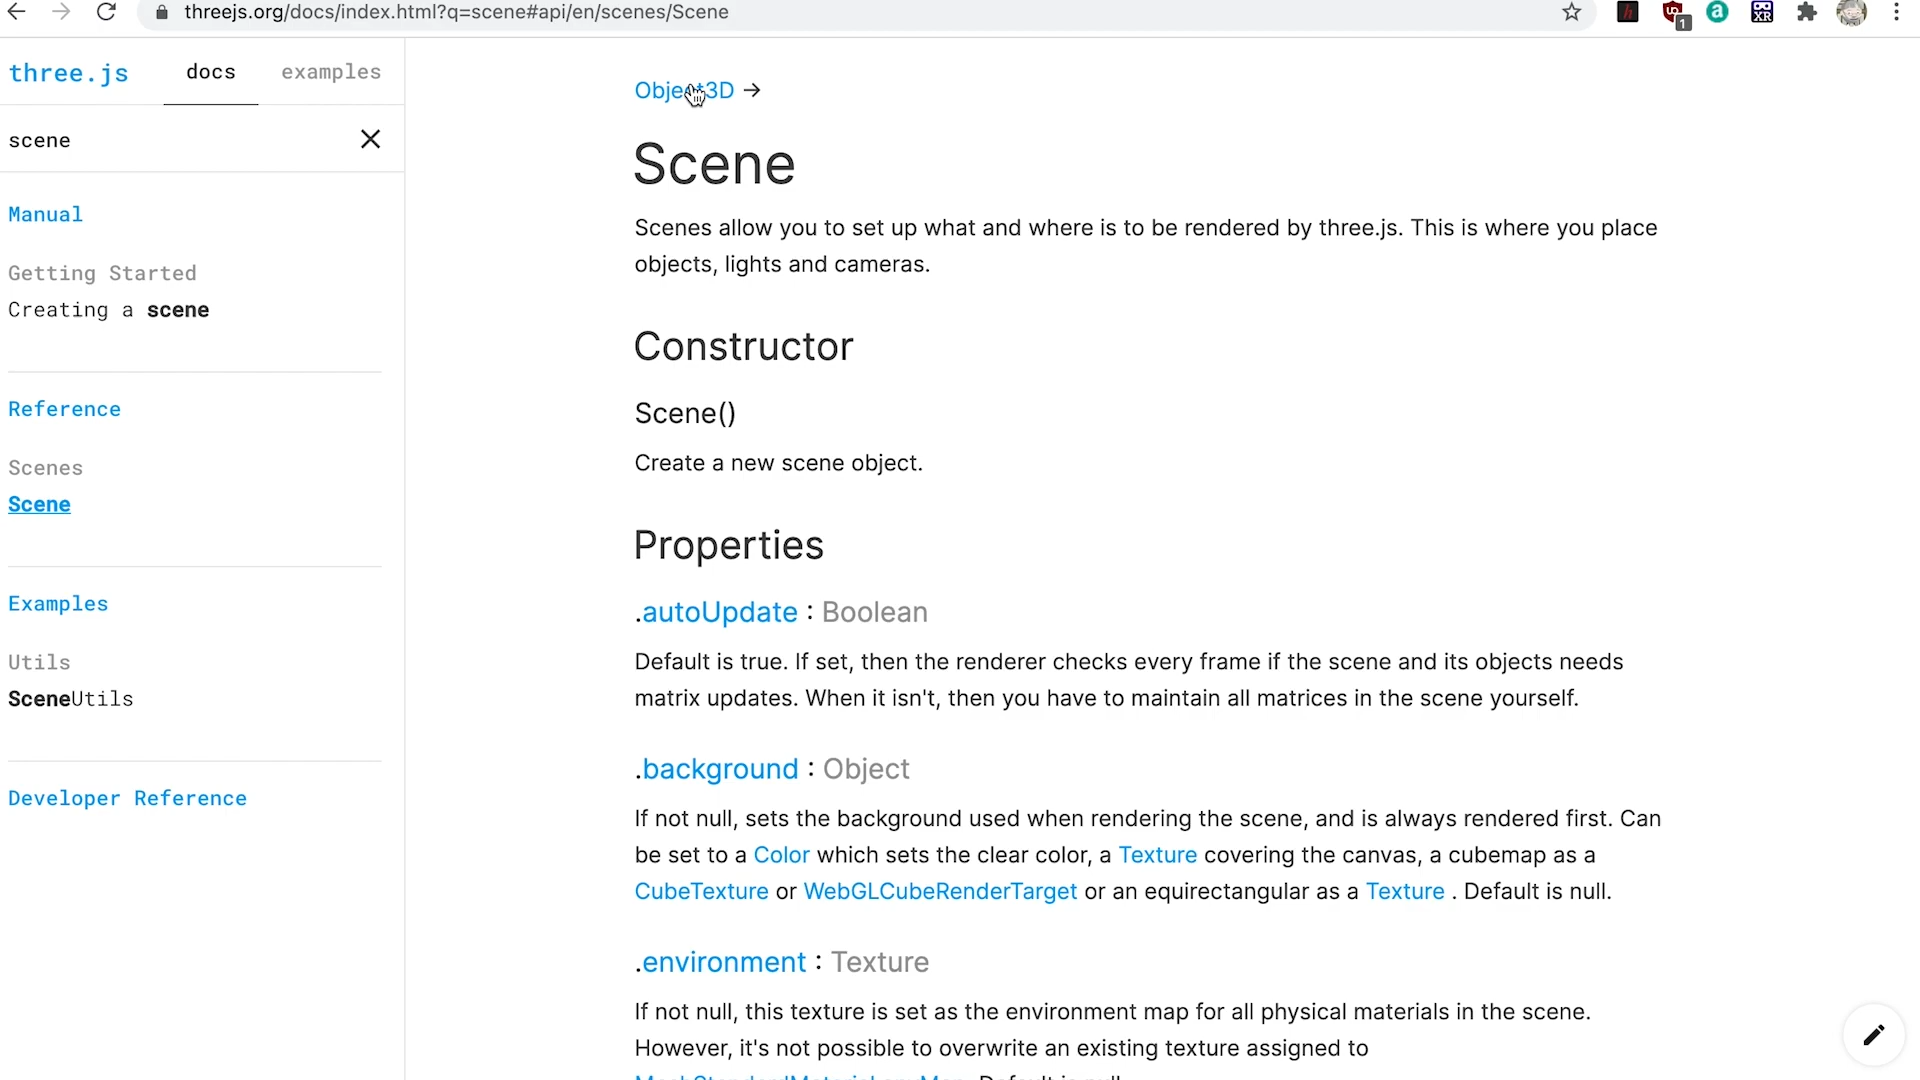 threejs.org/docs/index.html?q=scene#api/en/scenes/Scene
1
a
XR
three.js
docs
examples
scene
Manual
Getting Started
Creating a scene
Reference
Scenes
Scene
Examples
Utils
SceneUtils
Developer Reference
Object3D →
Scene
Scenes allow you to set up what and where is to be rendered by three.js. This is where you place
objects, lights and cameras.
Constructor
Scene()
Create a new scene object.
Properties
.autoUpdate : Boolean
Default is true. If set, then the renderer checks every frame if the scene and its objects needs
matrix updates. When it isn't, then you have to maintain all matrices in the scene yourself.
.background : Object
If not null, sets the background used when rendering the scene, and is always rendered first. Can
be set to a Color which sets the clear color, a Texture covering the canvas, a cubemap as a
CubeTexture or WebGLCubeRenderTarget or an equirectangular as a Texture . Default is null.
.environment : Texture
If not null, this texture is set as the environment map for all physical materials in the scene.
However, it's not possible to overwrite an existing texture assigned to
MeshStandardMaterial.envMap. Default is null.